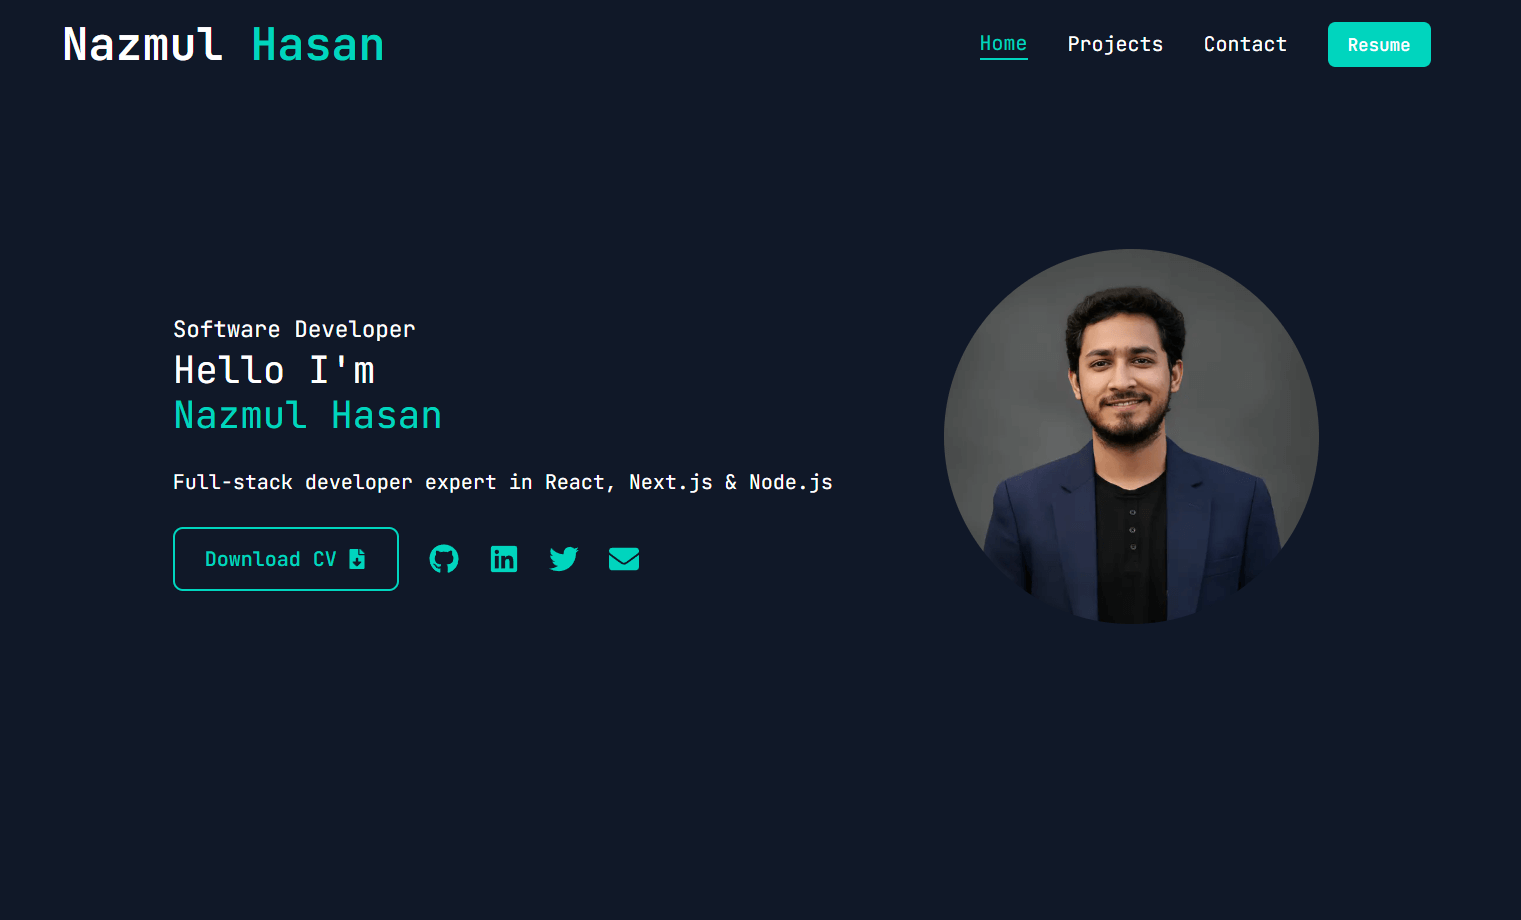 Nazmul Hasan
Home Projects Contact Resume
Software Developer
Hello I'm
Nazmul Hasan
Full-stack developer expert in React, Next.js & Node.js
Download CV
in